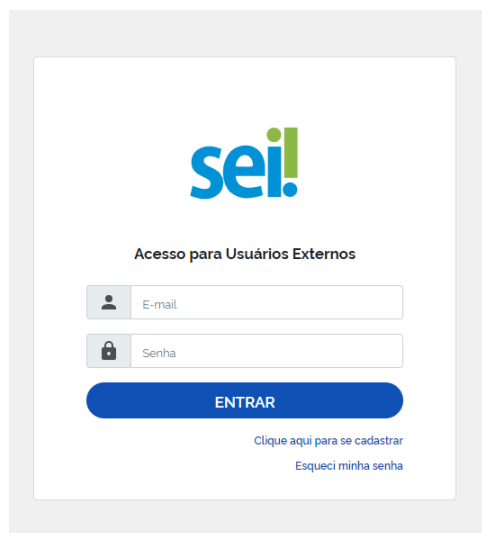 sei!
Acesso para Usuários Externos
E-mail
Senha
ENTRAR
Clique aqui para se cadastrar
Esqueci minha senha